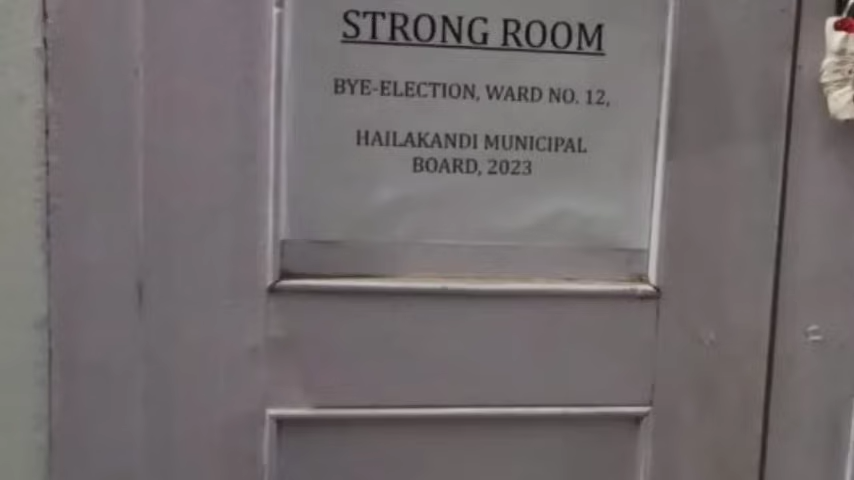 STRONG ROOM
BYE-ELECTION, WARD NO. 12,
HAILAKANDI MUNICIPAL
BOARD, 2023